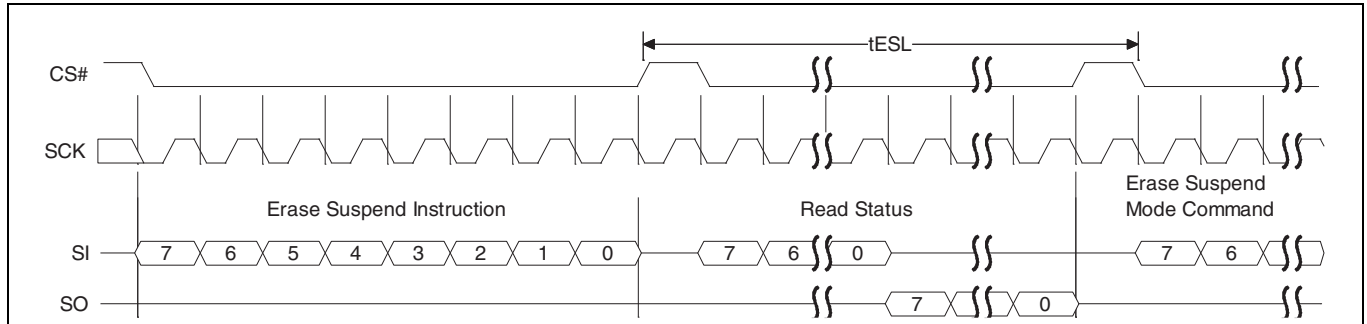 tESL
CS#
SCK
Erase Suspend Instruction
Read Status
Erase Suspend
Mode Command
SI 7 6 5 4 3 2 1 0 7 6 0 7 6
SO 7 0